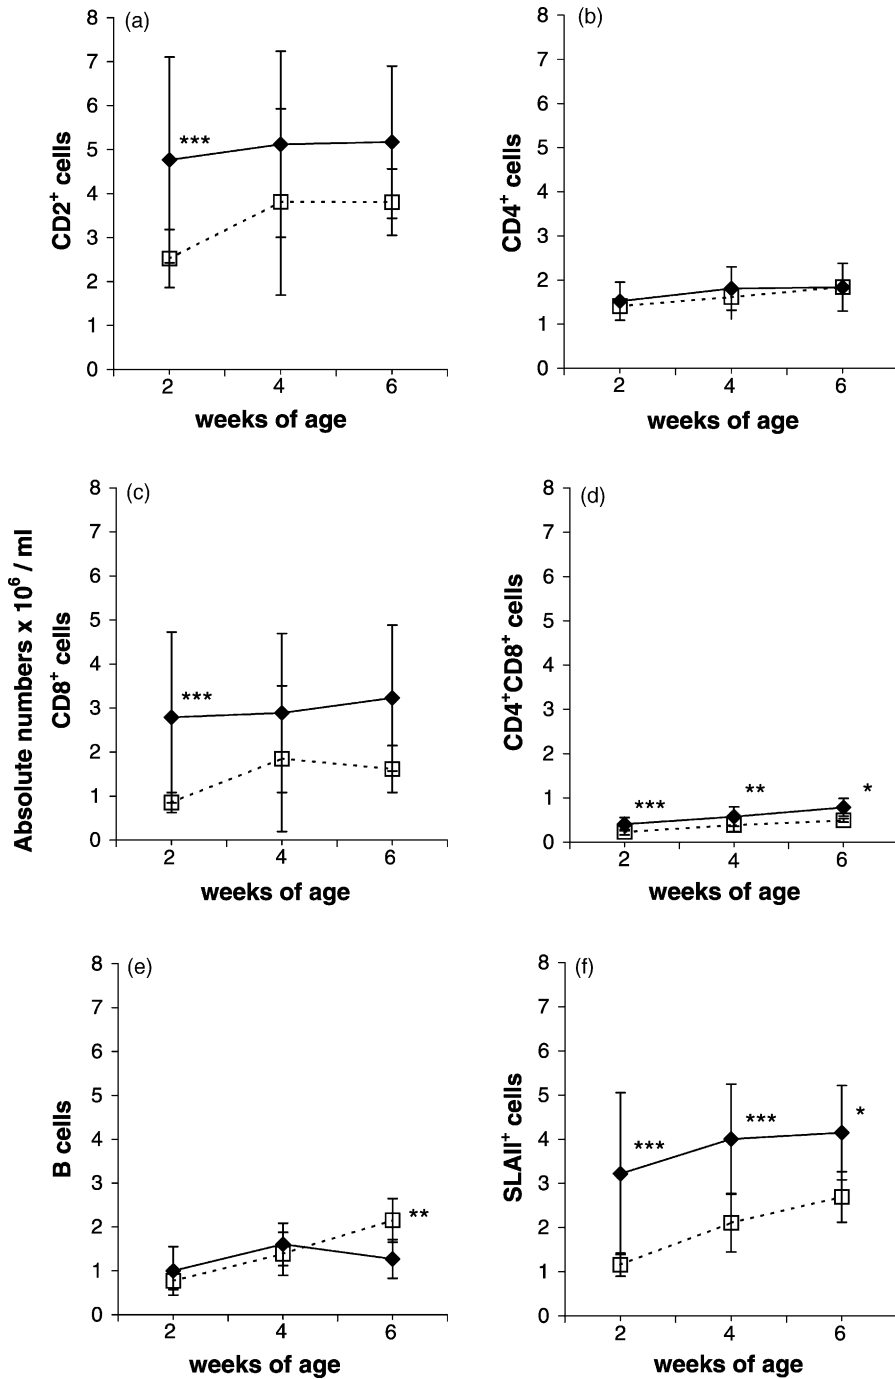 (a)
8
7
6
5
4
3
2
1
0
CD2⁺ cells
***
2 4 6
weeks of age
(b)
8
7
6
5
4
3
2
1
0
CD4⁺ cells
2 4 6
weeks of age
Absolute numbers x 10⁶ / ml
(c)
8
7
6
5
4
3
2
1
0
CD8⁺ cells
***
2 4 6
weeks of age
(d)
8
7
6
5
4
3
2
1
0
CD4⁺CD8⁺ cells
*** ** *
2 4 6
weeks of age
(e)
8
7
6
5
4
3
2
1
0
B cells
**
2 4 6
weeks of age
(f)
8
7
6
5
4
3
2
1
0
SLAII⁺ cells
*** *** *
2 4 6
weeks of age